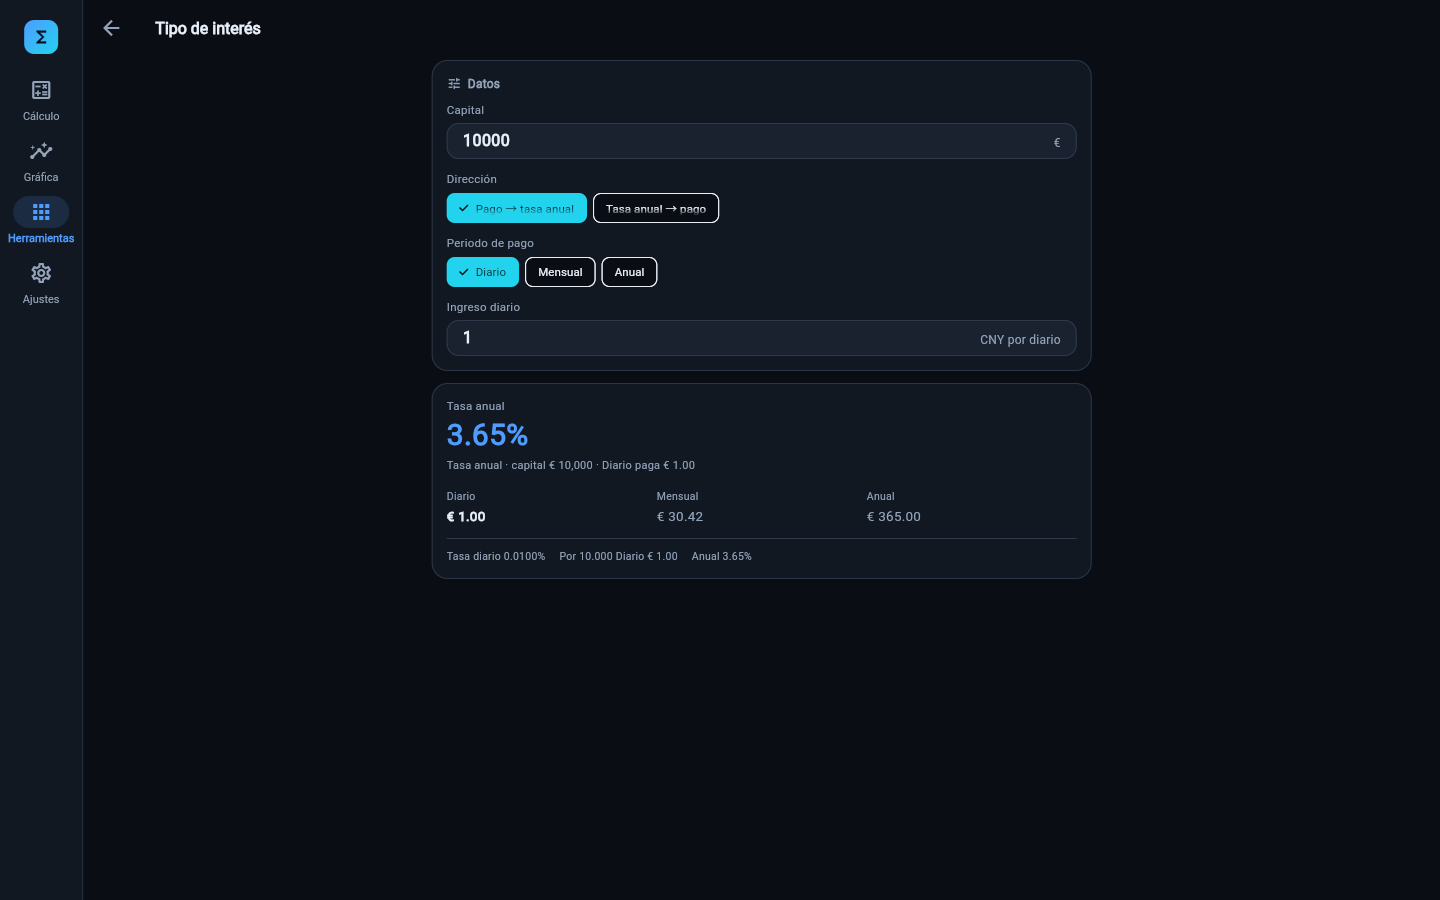 Σ
Tipo de interés
Cálculo
Gráfica
Herramientas
Ajustes
Datos
Capital
10000 €
Dirección
Pago → tasa anual Tasa anual → pago
Periodo de pago
Diario Mensual Anual
Ingreso diario
1 CNY por diario
Tasa anual
3.65%
Tasa anual · capital € 10,000 · Diario paga € 1.00
Diario Mensual Anual
€ 1.00 € 30.42 € 365.00
Tasa diario 0.0100% Por 10.000 Diario € 1.00 Anual 3.65%